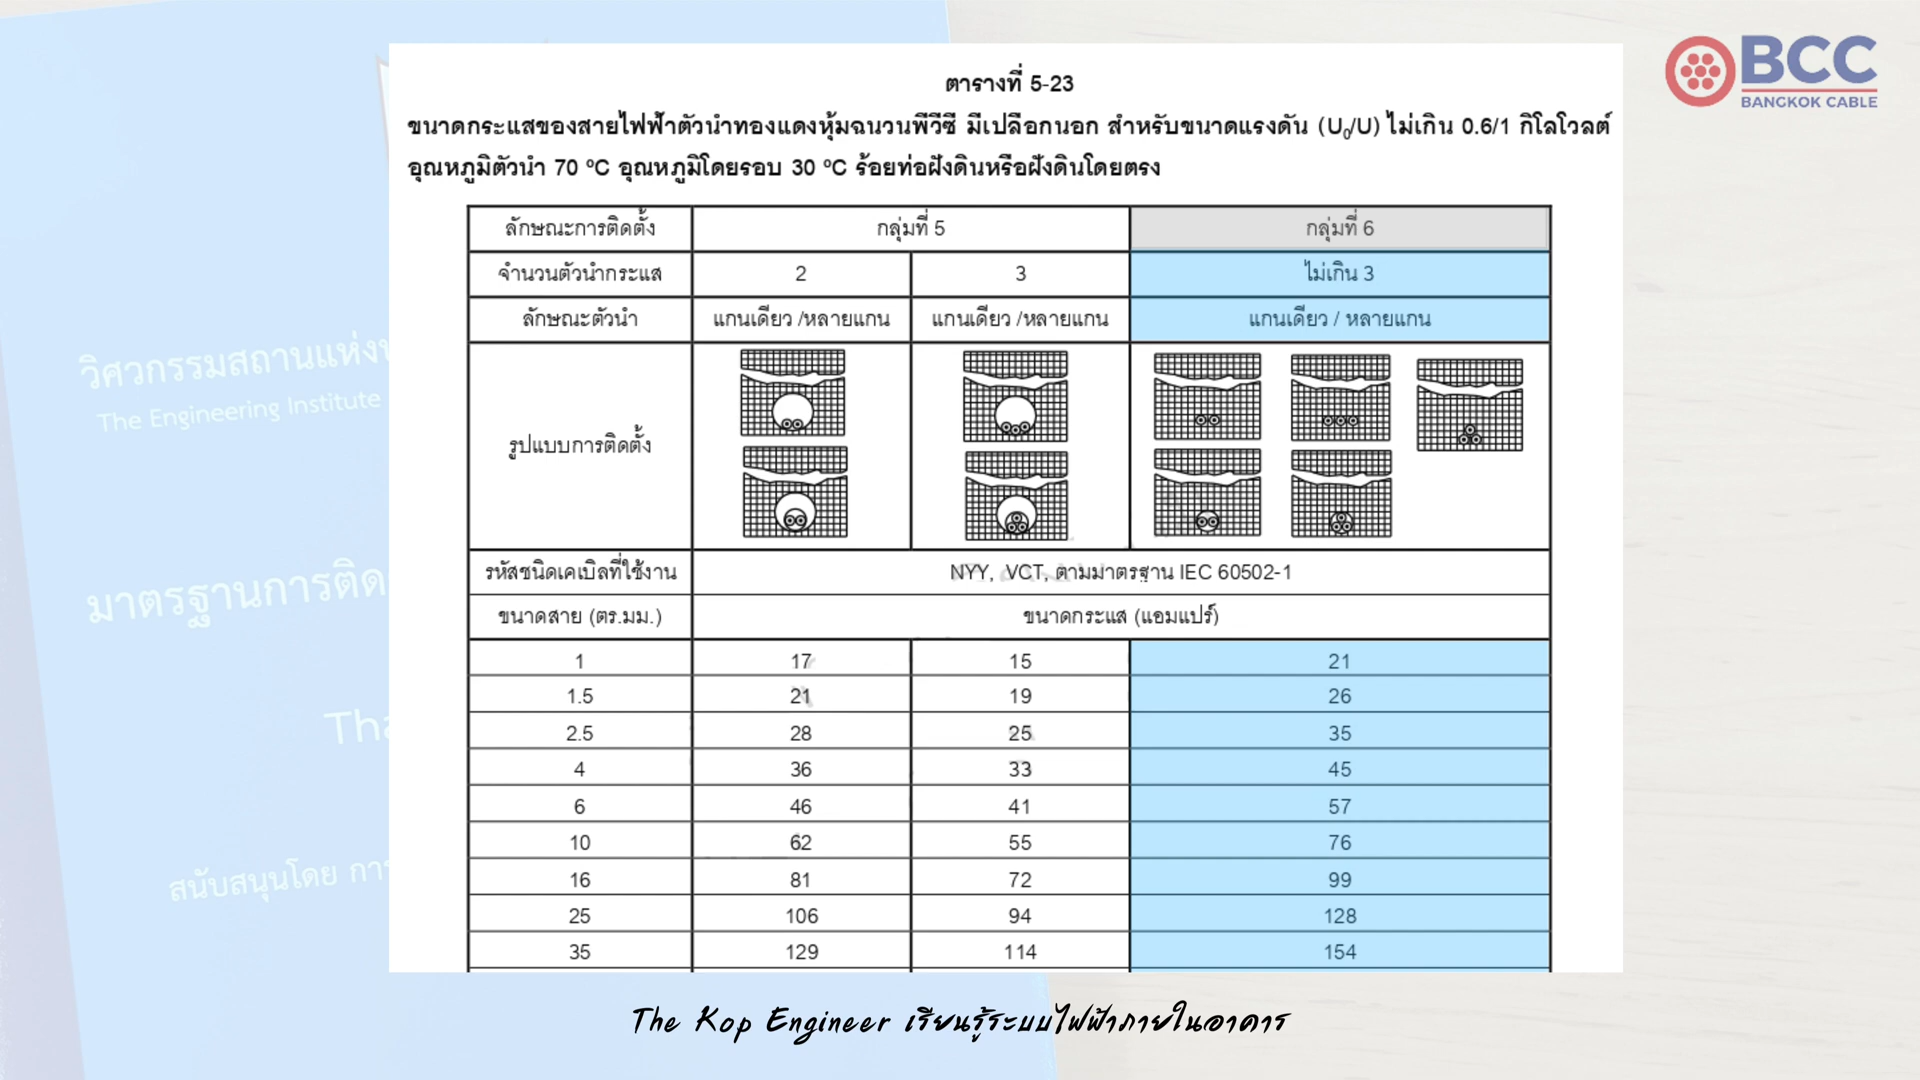 BCC
BANGKOK CABLE
ตารางที่ 5-23
ขนาดกระแสของสายไฟฟ้าตัวนำทองแดงหุ้มฉนวนพีวีซี มีเปลือกนอก สำหรับขนาดแรงดัน (U₀/U) ไม่เกิน 0.6/1 กิโลโวลต์
อุณหภูมิตัวนำ 70 ºC อุณหภูมิโดยรอบ 30 ºC ร้อยท่อฝังดินหรือฝังดินโดยตรง
ลักษณะการติดตั้ง กลุ่มที่ 5 กลุ่มที่ 6
จำนวนตัวนำกระแส 2 3 ไม่เกิน 3
ลักษณะตัวนำ แกนเดียว /หลายแกน แกนเดียว /หลายแกน แกนเดียว / หลายแกน
รูปแบบการติดตั้ง
รหัสชนิดเคเบิลที่ใช้งาน NYY, VCT, ตามมาตรฐาน IEC 60502-1
ขนาดสาย (ตร.มม.) ขนาดกระแส (แอมแปร์)
1 17 15 21
1.5 21 19 26
2.5 28 25 35
4 36 33 45
6 46 41 57
10 62 55 76
16 81 72 99
25 106 94 128
35 129 114 154
วิศวกรรมสถานแห่ง
The Engineering Institute
มาตรฐานการติด
Tha
สนับสนุนโดย การ
The Kop Engineer เรียนรู้ระบบไฟฟ้าภายในอาคาร